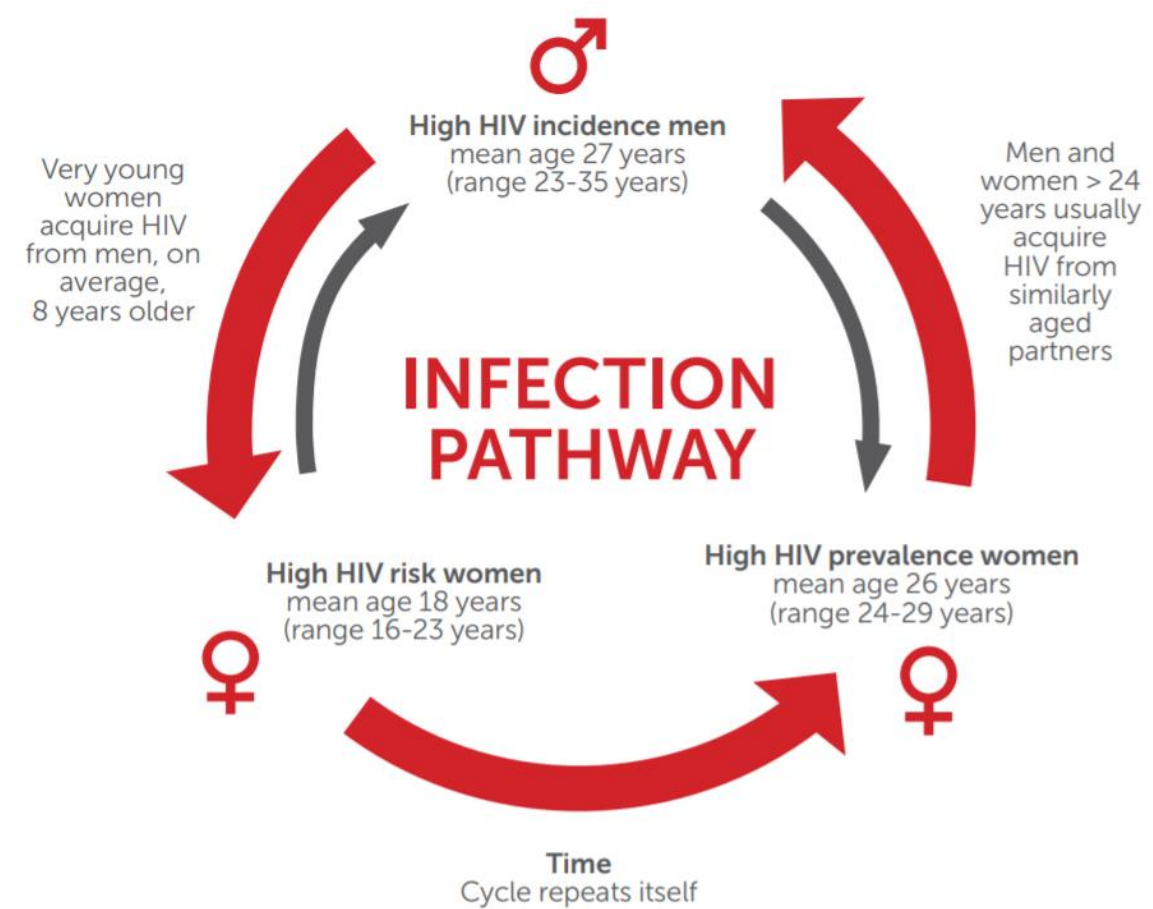 High HIV incidence men
mean age 27 years
(range 23-35 years)
Very young
women
acquire HIV
from men, on
average,
8 years older
Men and
women > 24
years usually
acquire
HIV from
similarly
aged
partners
INFECTION
PATHWAY
High HIV risk women
mean age 18 years
(range 16-23 years)
High HIV prevalence women
mean age 26 years
(range 24-29 years)
Time
Cycle repeats itself